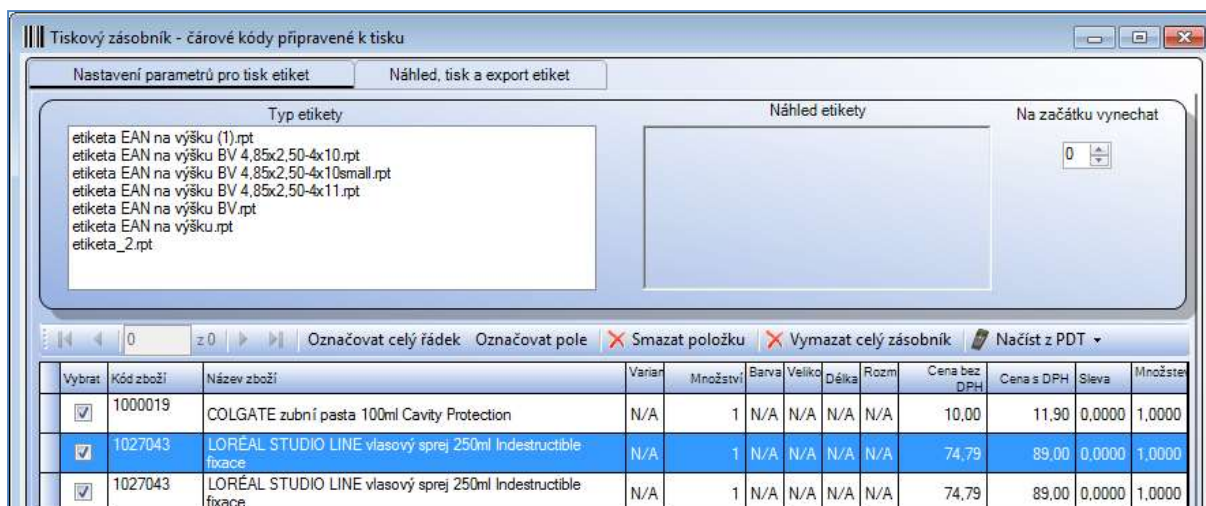 Tiskový zásobník - čárové kódy připravené k tisku
Nastavení parametrů pro tisk etiket Náhled, tisk a export etiket
Typ etikety Náhled etikety Na začátku vynechat
etiketa EAN na výšku (1).rpt
0
etiketa EAN na výšku BV 4,85x2,50-4x10.rpt
etiketa EAN na výšku BV 4,85x2,50-4x10small.rpt
etiketa EAN na výšku BV 4,85x2,50-4x11.rpt
etiketa EAN na výšku BV.rpt
etiketa EAN na výšku.rpt
etiketa_2.rpt
0 z 0 Označovat celý řádek Označovat pole Smazat položku Vymazat celý zásobník Načíst z PDT
Vybrat Kód zboží Název zboží Varian Množství Barva Veliko Délka Rozm Cena bez DPH Cena s DPH Sleva Množstev
1000019 COLGATE zubní pasta 100ml Cavity Protection N/A 1 N/A N/A N/A N/A 10,00 11,90 0,0000 1,0000
1027043 LORÉAL STUDIO LINE vlasový sprej 250ml Indestructible
fixace N/A 1 N/A N/A N/A N/A 74,79 89,00 0,0000 1,0000
1027043 LORÉAL STUDIO LINE vlasový sprej 250ml Indestructible
fixace N/A 1 N/A N/A N/A N/A 74,79 89,00 0,0000 1,0000